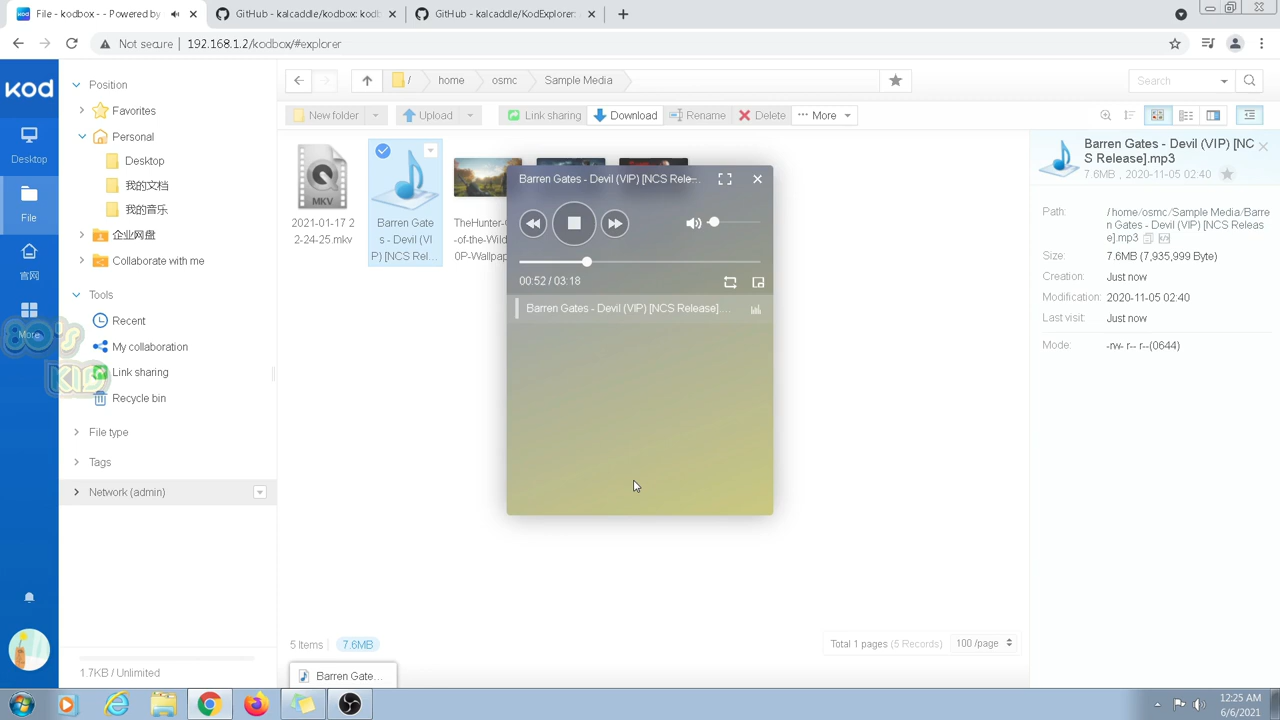 File - kodbox - - Powered by
GitHub - kalcaddle/kodbox: kodb
GitHub - kalcaddle/KodExplorer:
Not secure | 192.168.1.2/kodbox/#explorer
kod
Desktop
File
官网
More
80's
KID
Position
Favorites
Personal
Desktop
我的文档
我的音乐
企业网盘
Collaborate with me
Tools
Recent
My collaboration
Link sharing
Recycle bin
File type
Tags
Network (admin)
1.7KB / Unlimited
/ home osmc Sample Media
Search
New folder
Link sharing
Download
Rename
Delete
More
MKV
2021-01-17 2
2-24-25.mkv
Barren Gate
s - Devil (VI
P) [NCS Rel...
TheHunter-C
-of-the-Wild
0P-Wallpap
Barren Gates - Devil (VIP) [NCS Rele...
00:52 / 03:18
Barren Gates - Devil (VIP) [NCS Release]....
5 Items
7.6MB
Total 1 pages (5 Records)
100 /page
Barren Gate...
Barren Gates - Devil (VIP) [NC
S Release].mp3
7.6MB , 2020-11-05 02:40
Path:
/home/osmc/Sample Media/Barre
n Gates - Devil (VIP) [NCS Releas
e].mp3
Size: 7.6MB (7,935,999 Byte)
Creation: Just now
Modification: 2020-11-05 02:40
Last visit: Just now
Mode: -rw- r-- r--(0644)
12:25 AM
6/6/2021